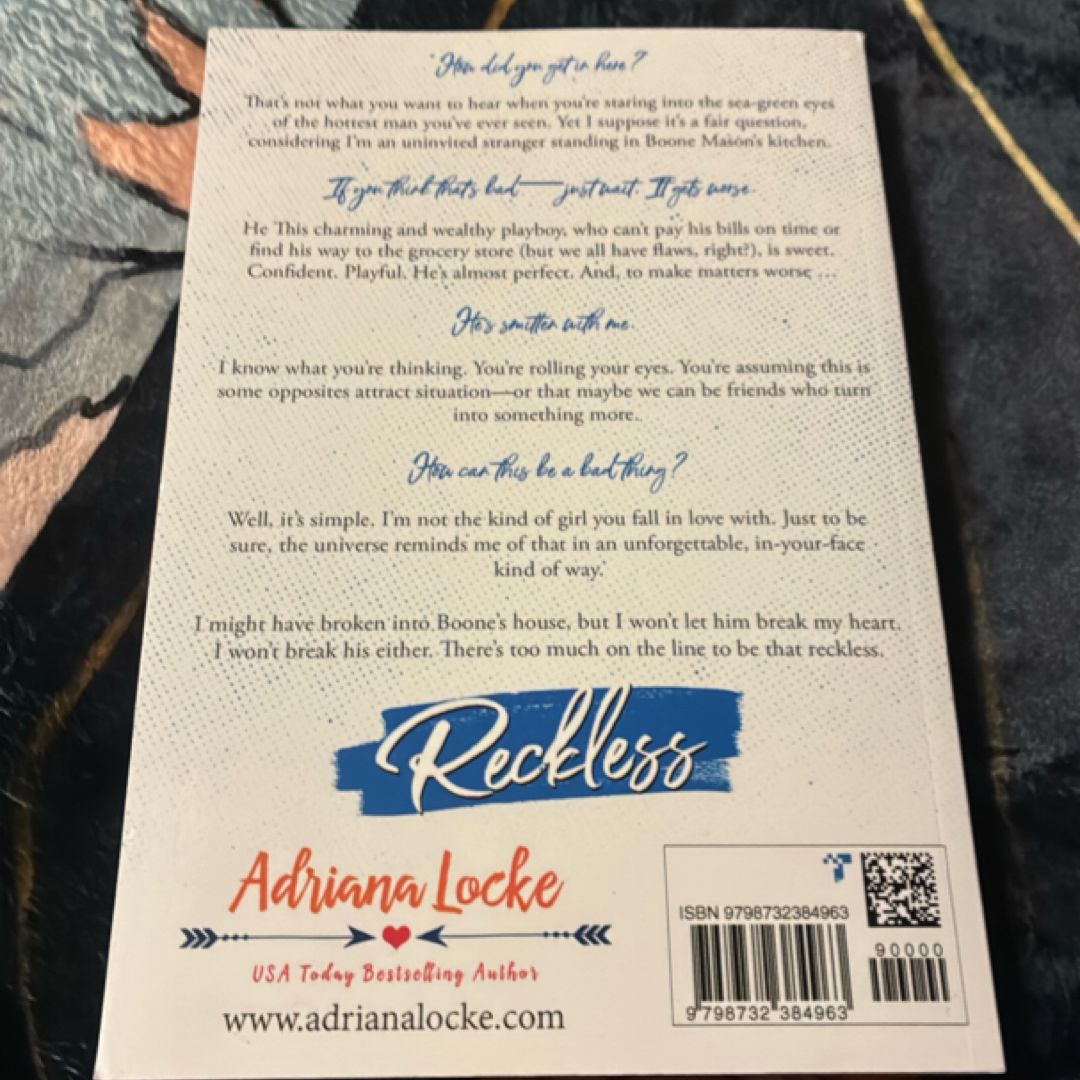 "How did you get in here?
That's not what you want to hear when you're staring into the sea-green eyes
of the hottest man you've ever seen. Yet I suppose it's a fair question,
considering I'm an uninvited stranger standing in Boone Mason's kitchen.
If you think that's bad—just wait. It gets worse.
He This charming and wealthy playboy, who can't pay his bills on time or
find his way to the grocery store (but we all have flaws, right?), is sweet.
Confident. Playful. He's almost perfect. And, to make matters worse ...
He's smitten with me.
I know what you're thinking. You're rolling your eyes. You're assuming this is
some opposites attract situation—or that maybe we can be friends who turn
into something more.
How can this be a bad thing?
Well, it's simple. I'm not the kind of girl you fall in love with. Just to be
sure, the universe reminds me of that in an unforgettable, in-your-face
kind of way.
I might have broken into Boone's house, but I won't let him break my heart.
I won't break his either. There's too much on the line to be that reckless.
Reckless
Adriana Locke
USA Today Bestselling Author
www.adrianalocke.com
ISBN 9798732384963
90000
9 798732 384963